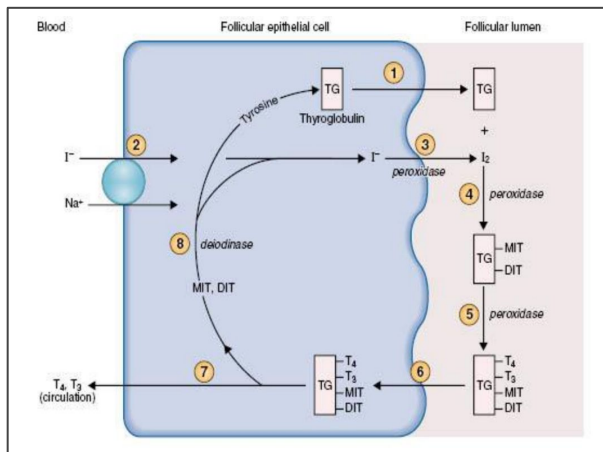 Blood
Follicular epithelial cell
Follicular lumen
TG
1
TG
Thyroglobulin
Tyrosine
+
2
I⁻
I⁻
3
I₂
peroxidase
Na⁺
4
peroxidase
8
deiodinase
TG
MIT
DIT
MIT, DIT
5
peroxidase
T₄, T₃
(circulation)
7
TG
T₄
T₃
MIT
DIT
6
TG
T₄
T₃
MIT
DIT